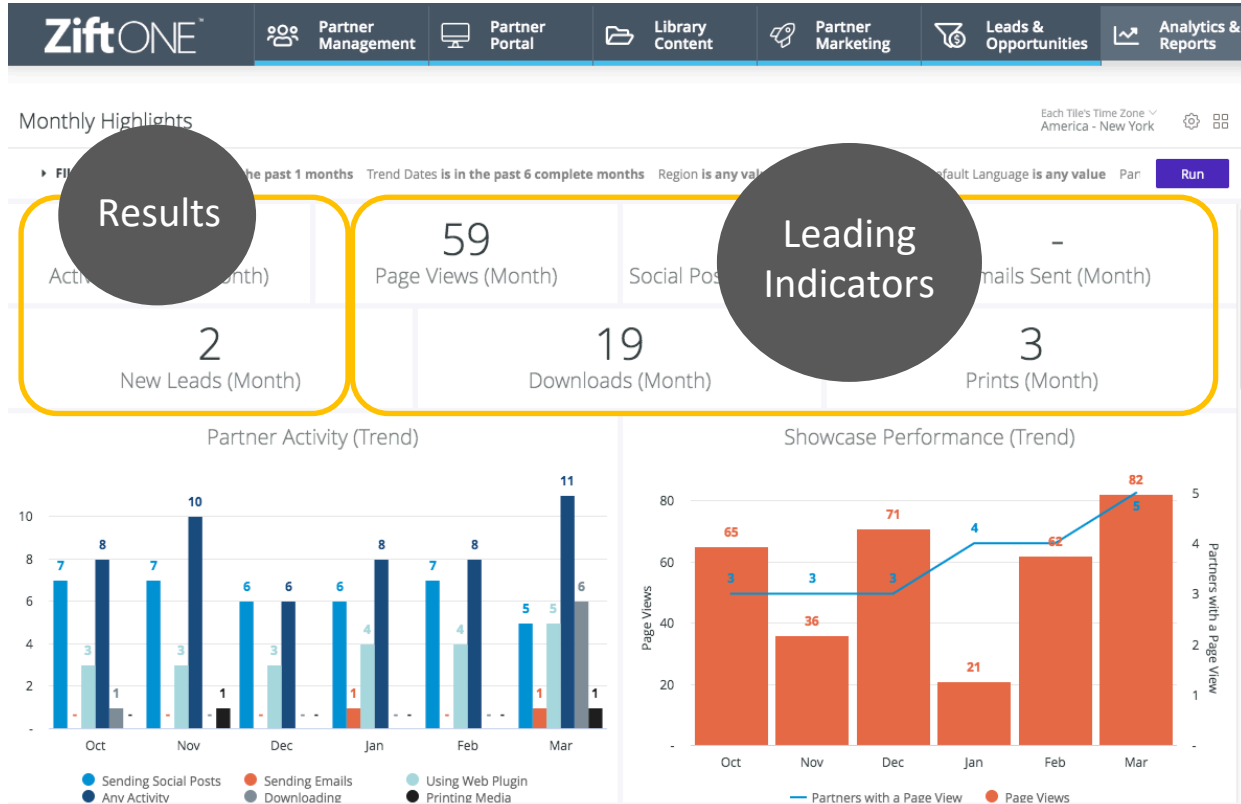 ZiftONE™
Partner
Management
Partner
Portal
Library
Content
Partner
Marketing
Leads &
Opportunities
Analytics &
Reports
Monthly Highlights
Each Tile's Time Zone
America - New York
he past 1 months Trend Dates is in the past 6 complete months Region is any Language is any value
Run
Results
Leading
Indicators
59
Page Views (Month)
Social
-
Sent (Month)
2
New Leads (Month)
19
Downloads (Month)
3
Prints (Month)
Partner Activity (Trend)
10
8
6
4
2
-
7 - 3 8 1 -
7 - 3 10 - 1
6 - 3 6 - -
6 1 4 8 - -
7 - 4 8 - -
5 1 5 11 6 1
Oct Nov Dec Jan Feb Mar
Sending Social Posts Sending Emails Using Web Plugin
Any Activity Downloading Printing Media
Showcase Performance (Trend)
Page Views
80
60
40
20
-
65 36 71 21 62 82
3 3 3 4 5
5
4
3
2
1
-
Partners with a Page View
Oct Nov Dec Jan Feb Mar
Partners with a Page View Page Views